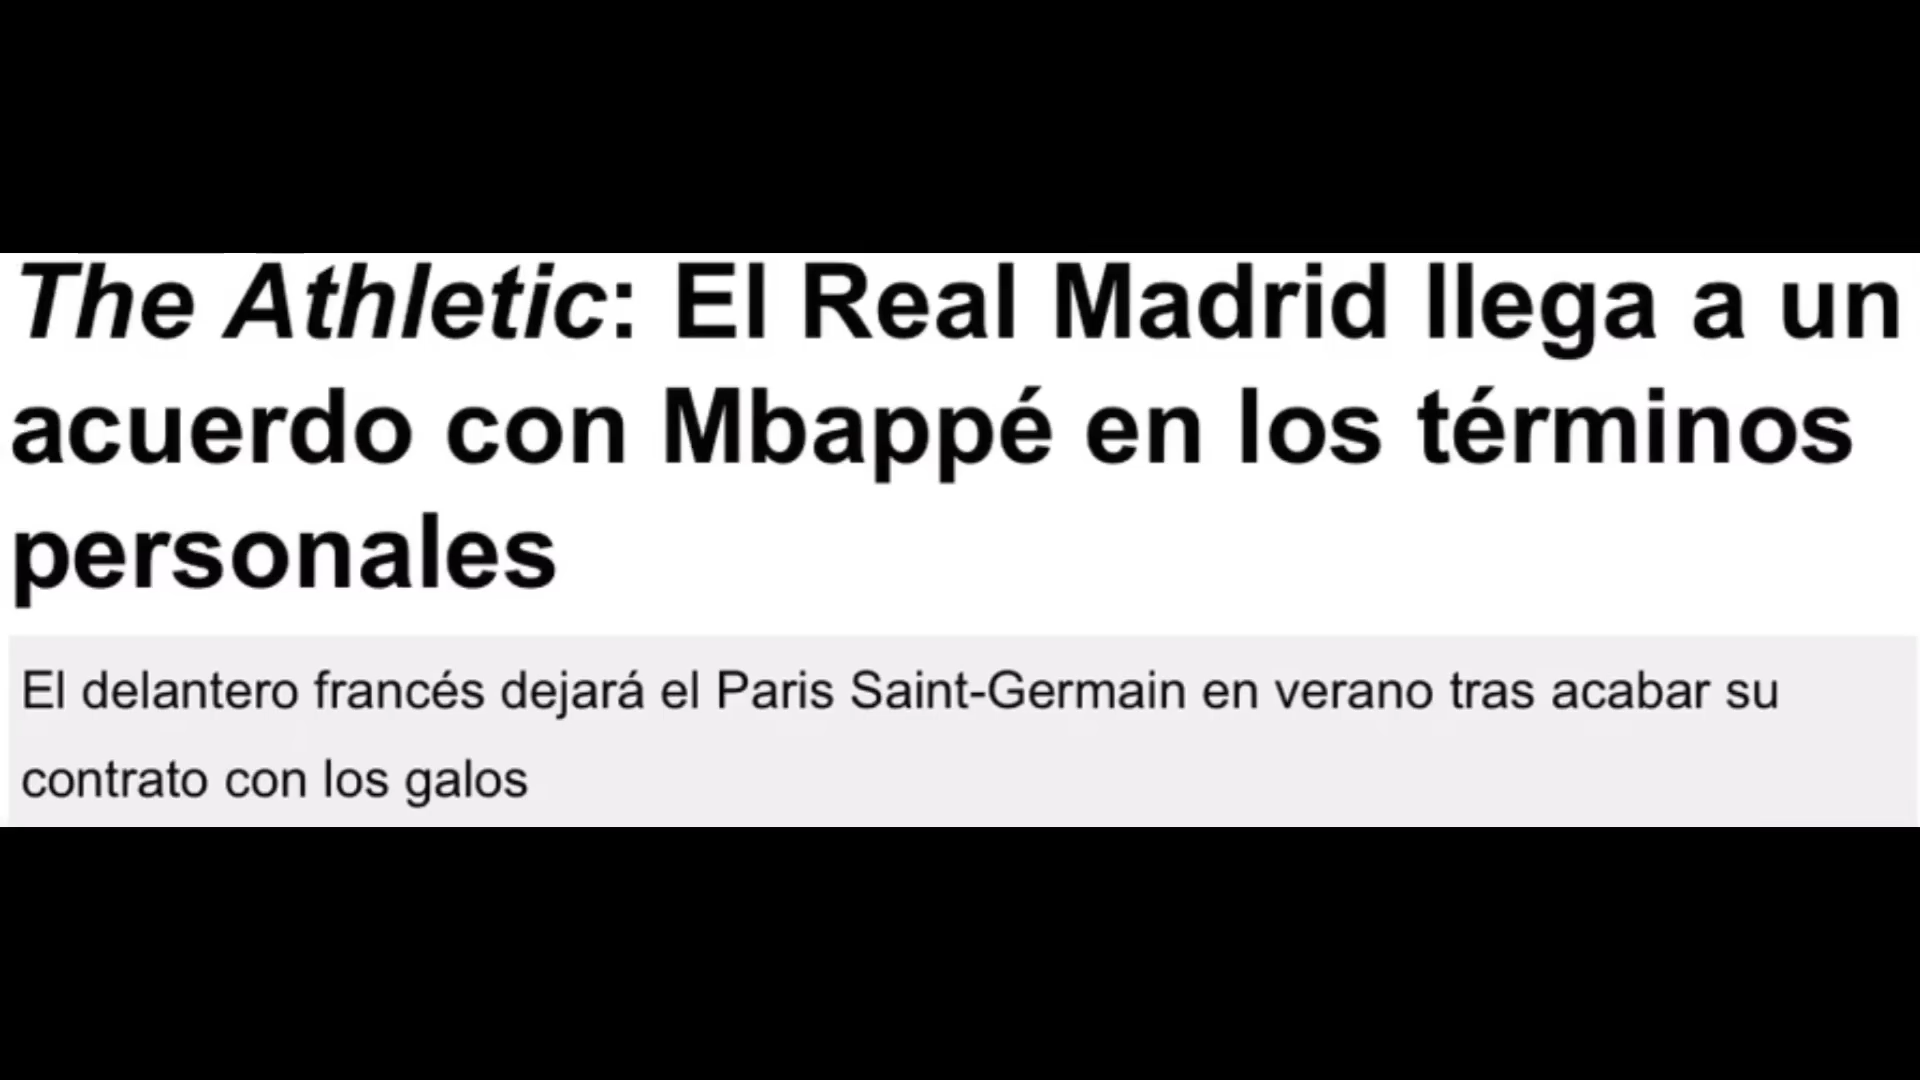 The Athletic: El Real Madrid llega a un
acuerdo con Mbappé en los términos
personales
El delantero francés dejará el Paris Saint-Germain en verano tras acabar su
contrato con los galos